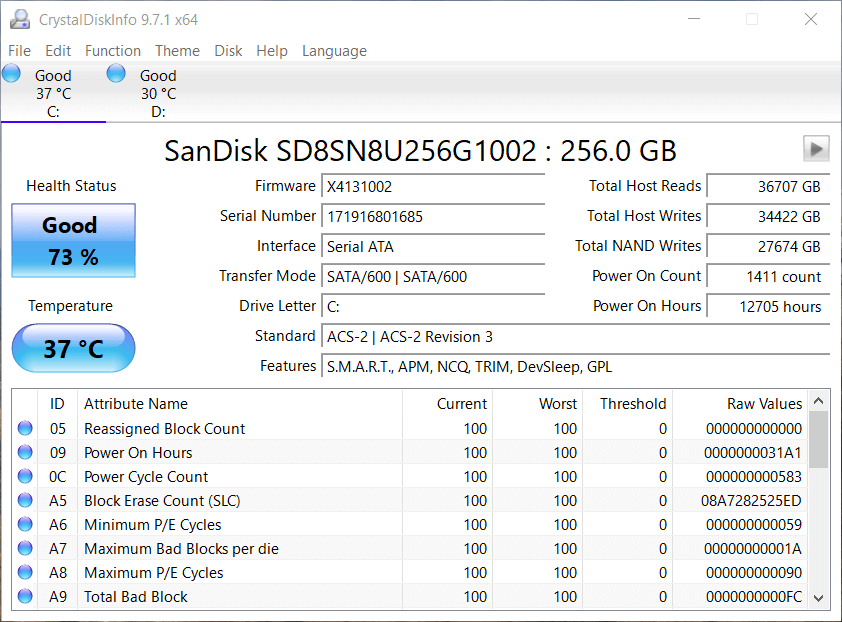 CrystalDiskInfo 9.7.1 x64
File Edit Function Theme Disk Help Language
Good Good
37 °C 30 °C
C: D:
SanDisk SD8SN8U256G1002 : 256.0 GB
Health Status
Good
73 %
Temperature
37 °C
Firmware X4131002 Total Host Reads 36707 GB
Serial Number 171916801685 Total Host Writes 34422 GB
Interface Serial ATA Total NAND Writes 27674 GB
Transfer Mode SATA/600 | SATA/600 Power On Count 1411 count
Drive Letter C: Power On Hours 12705 hours
Standard ACS-2 | ACS-2 Revision 3
Features S.M.A.R.T., APM, NCQ, TRIM, DevSleep, GPL
ID Attribute Name Current Worst Threshold Raw Values
05 Reassigned Block Count 100 100 0 000000000000
09 Power On Hours 100 100 0 0000000031A1
0C Power Cycle Count 100 100 0 000000000583
A5 Block Erase Count (SLC) 100 100 0 08A7282525ED
A6 Minimum P/E Cycles 100 100 0 000000000059
A7 Maximum Bad Blocks per die 100 100 0 00000000001A
A8 Maximum P/E Cycles 100 100 0 000000000090
A9 Total Bad Block 100 100 0 0000000000FC